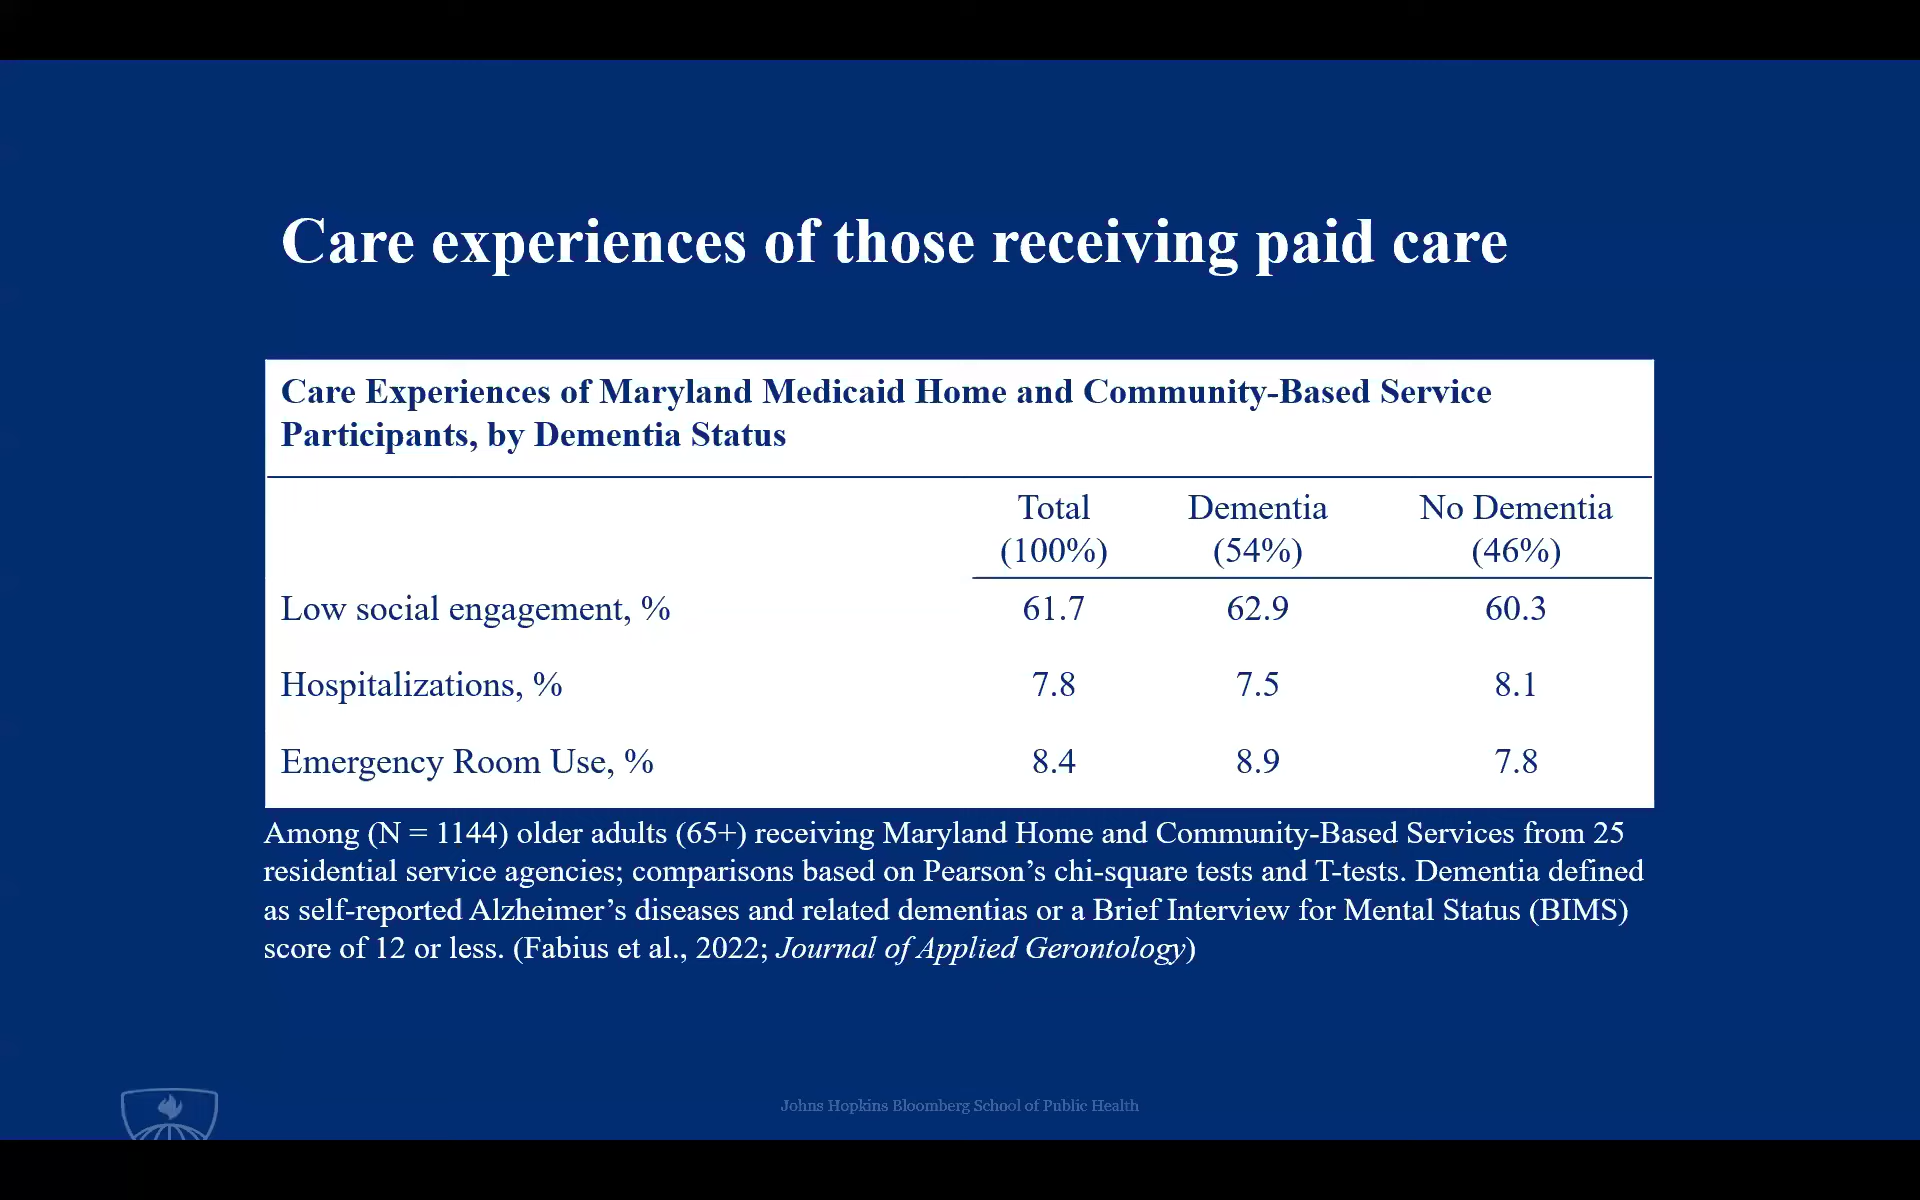 Care experiences of those receiving paid care
Care Experiences of Maryland Medicaid Home and Community-Based Service
Participants, by Dementia Status
Total Dementia No Dementia
(100%) (54%) (46%)
Low social engagement, % 61.7 62.9 60.3
Hospitalizations, % 7.8 7.5 8.1
Emergency Room Use, % 8.4 8.9 7.8
Among (N = 1144) older adults (65+) receiving Maryland Home and Community-Based Services from 25
residential service agencies; comparisons based on Pearson’s chi-square tests and T-tests. Dementia defined
as self-reported Alzheimer’s diseases and related dementias or a Brief Interview for Mental Status (BIMS)
score of 12 or less. (Fabius et al., 2022; Journal of Applied Gerontology)
Johns Hopkins Bloomberg School of Public Health